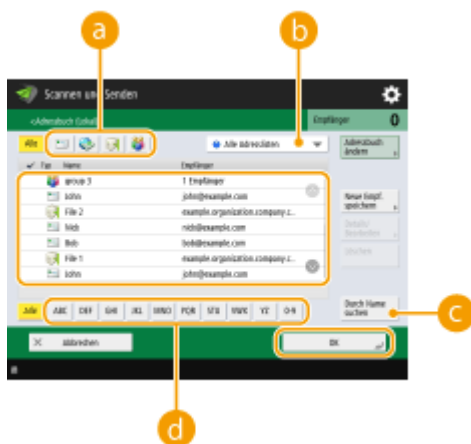 a
b
Scannen und Senden
<Adressbuch (Lokal)>
Empfänger 0
Alle
Alle Adresslisten
Adressbuch ändern
Typ Name Empfänger
group 3 1 Empfänger
John john@example.com
File 2 example.organization.company.c...
Nick nick@example.com
Bob bob@example.com
File 1 example.organization.company.c...
John john@example.com
Neue Empf. speichern
Details/ Bearbeiten
Löschen
Durch Name suchen
Alle ABC DEF GHI JKL MNO PQR STU VWX YZ 0-9
c
Abbrechen
OK
d